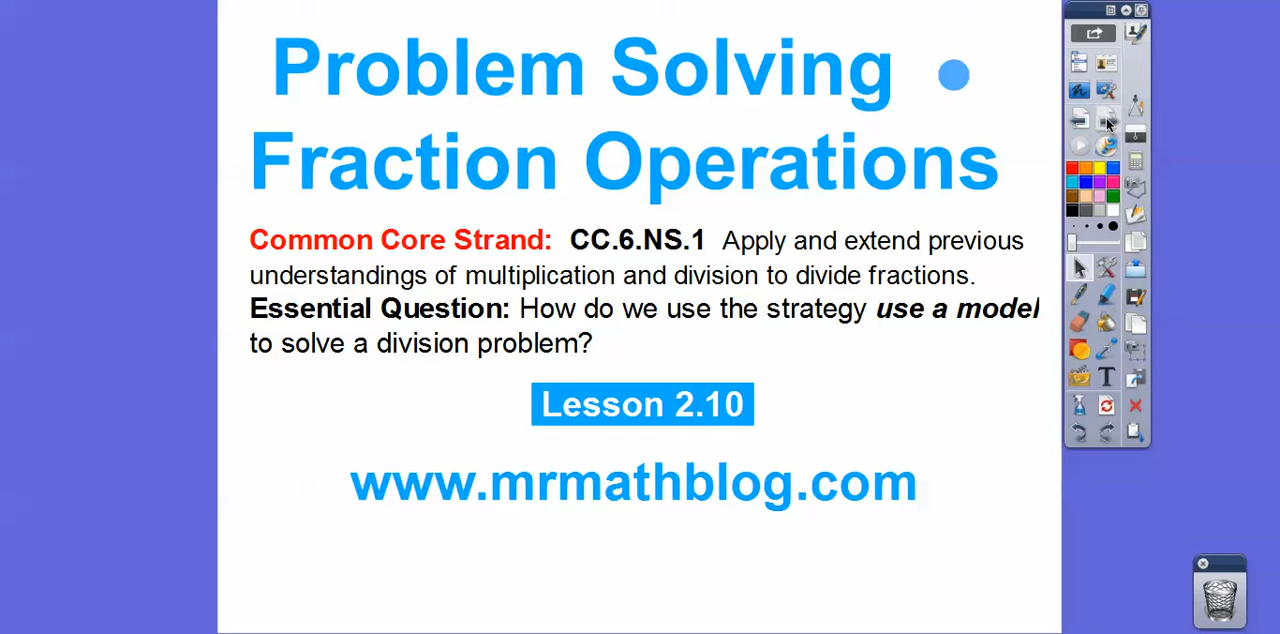 Problem Solving
Fraction Operations
Common Core Strand: CC.6.NS.1 Apply and extend previous
understandings of multiplication and division to divide fractions.
Essential Question: How do we use the strategy use a model
to solve a division problem?
Lesson 2.10
www.mrmathblog.com
T